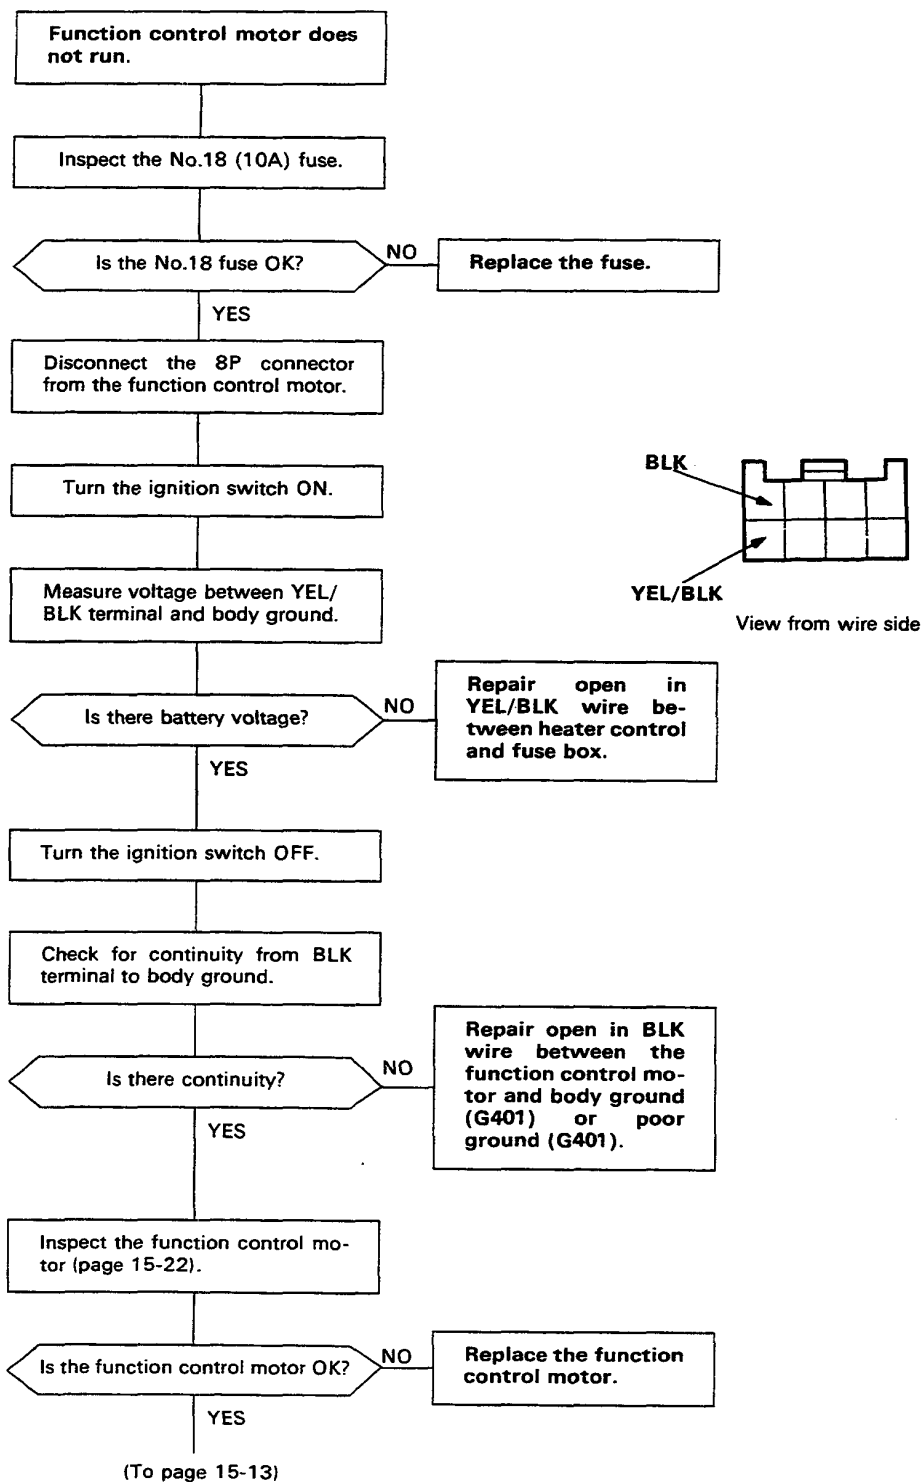 Function control motor does
not run.
Inspect the No.18 (10A) fuse.
Is the No.18 fuse OK?
NO
Replace the fuse.
YES
Disconnect the 8P connector
from the function control motor.
Turn the ignition switch ON.
BLK
YEL/BLK
View from wire side
Measure voltage between YEL/
BLK terminal and body ground.
Is there battery voltage?
NO
Repair open in
YEL/BLK wire be-
tween heater control
and fuse box.
YES
Turn the ignition switch OFF.
Check for continuity from BLK
terminal to body ground.
Is there continuity?
NO
Repair open in BLK
wire between the
function control mo-
tor and body ground
(G401) or poor
ground (G401).
YES
Inspect the function control mo-
tor (page 15-22).
Is the function control motor OK?
NO
Replace the function
control motor.
YES
(To page 15-13)